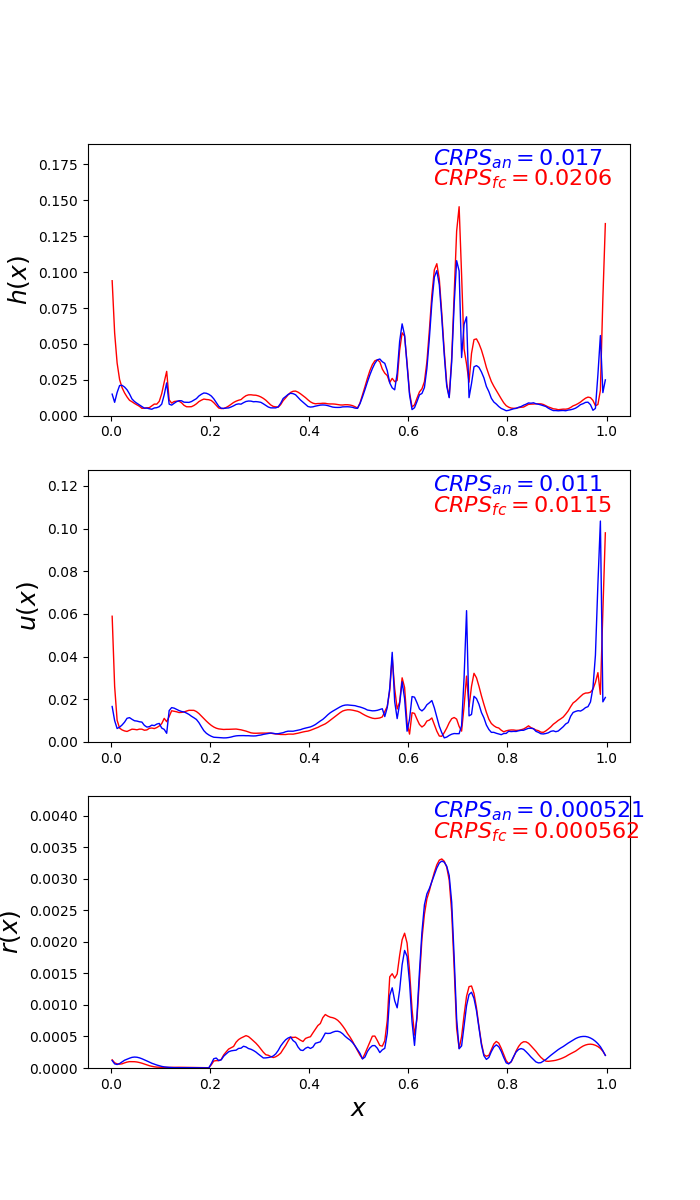 CRPS_an = 0.017
CRPS_fc = 0.0206
h(x)
0.175
0.150
0.125
0.100
0.075
0.050
0.025
0.000
0.0 0.2 0.4 0.6 0.8 1.0
CRPS_an = 0.011
CRPS_fc = 0.0115
u(x)
0.12
0.10
0.08
0.06
0.04
0.02
0.00
0.0 0.2 0.4 0.6 0.8 1.0
CRPS_an = 0.000521
CRPS_fc = 0.000562
r(x)
0.0040
0.0035
0.0030
0.0025
0.0020
0.0015
0.0010
0.0005
0.0000
0.0 0.2 0.4 0.6 0.8 1.0
x